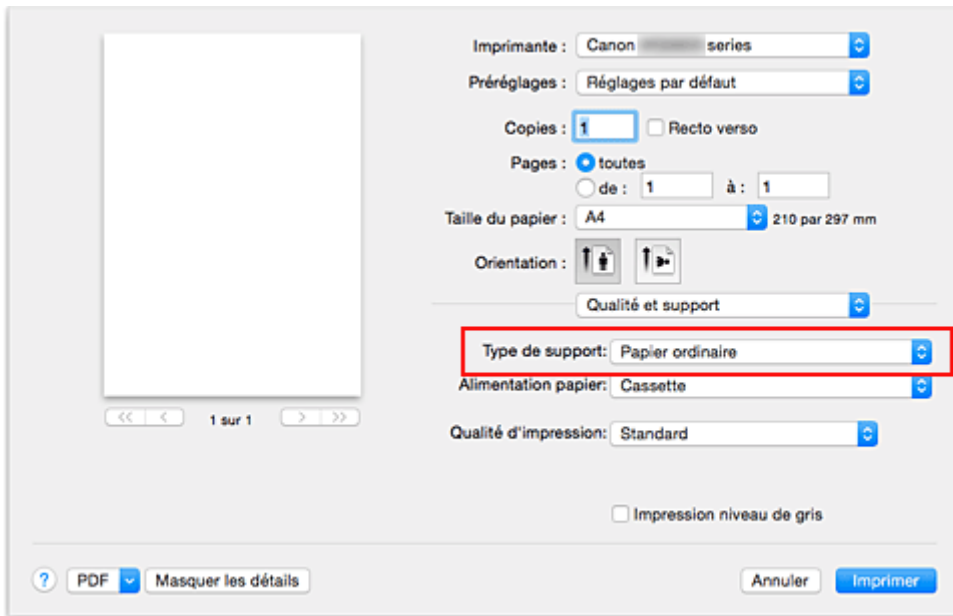 Imprimante : Canon series
Préréglages : Réglages par défaut
Copies : 1 Recto verso
Pages : toutes
de : 1 à : 1
Taille du papier : A4 210 par 297 mm
Orientation :
Qualité et support
Type de support: Papier ordinaire
Alimentation papier: Cassette
<< < 1 sur 1 > >>
Qualité d'impression: Standard
Impression niveau de gris
? PDF Masquer les détails Annuler Imprimer